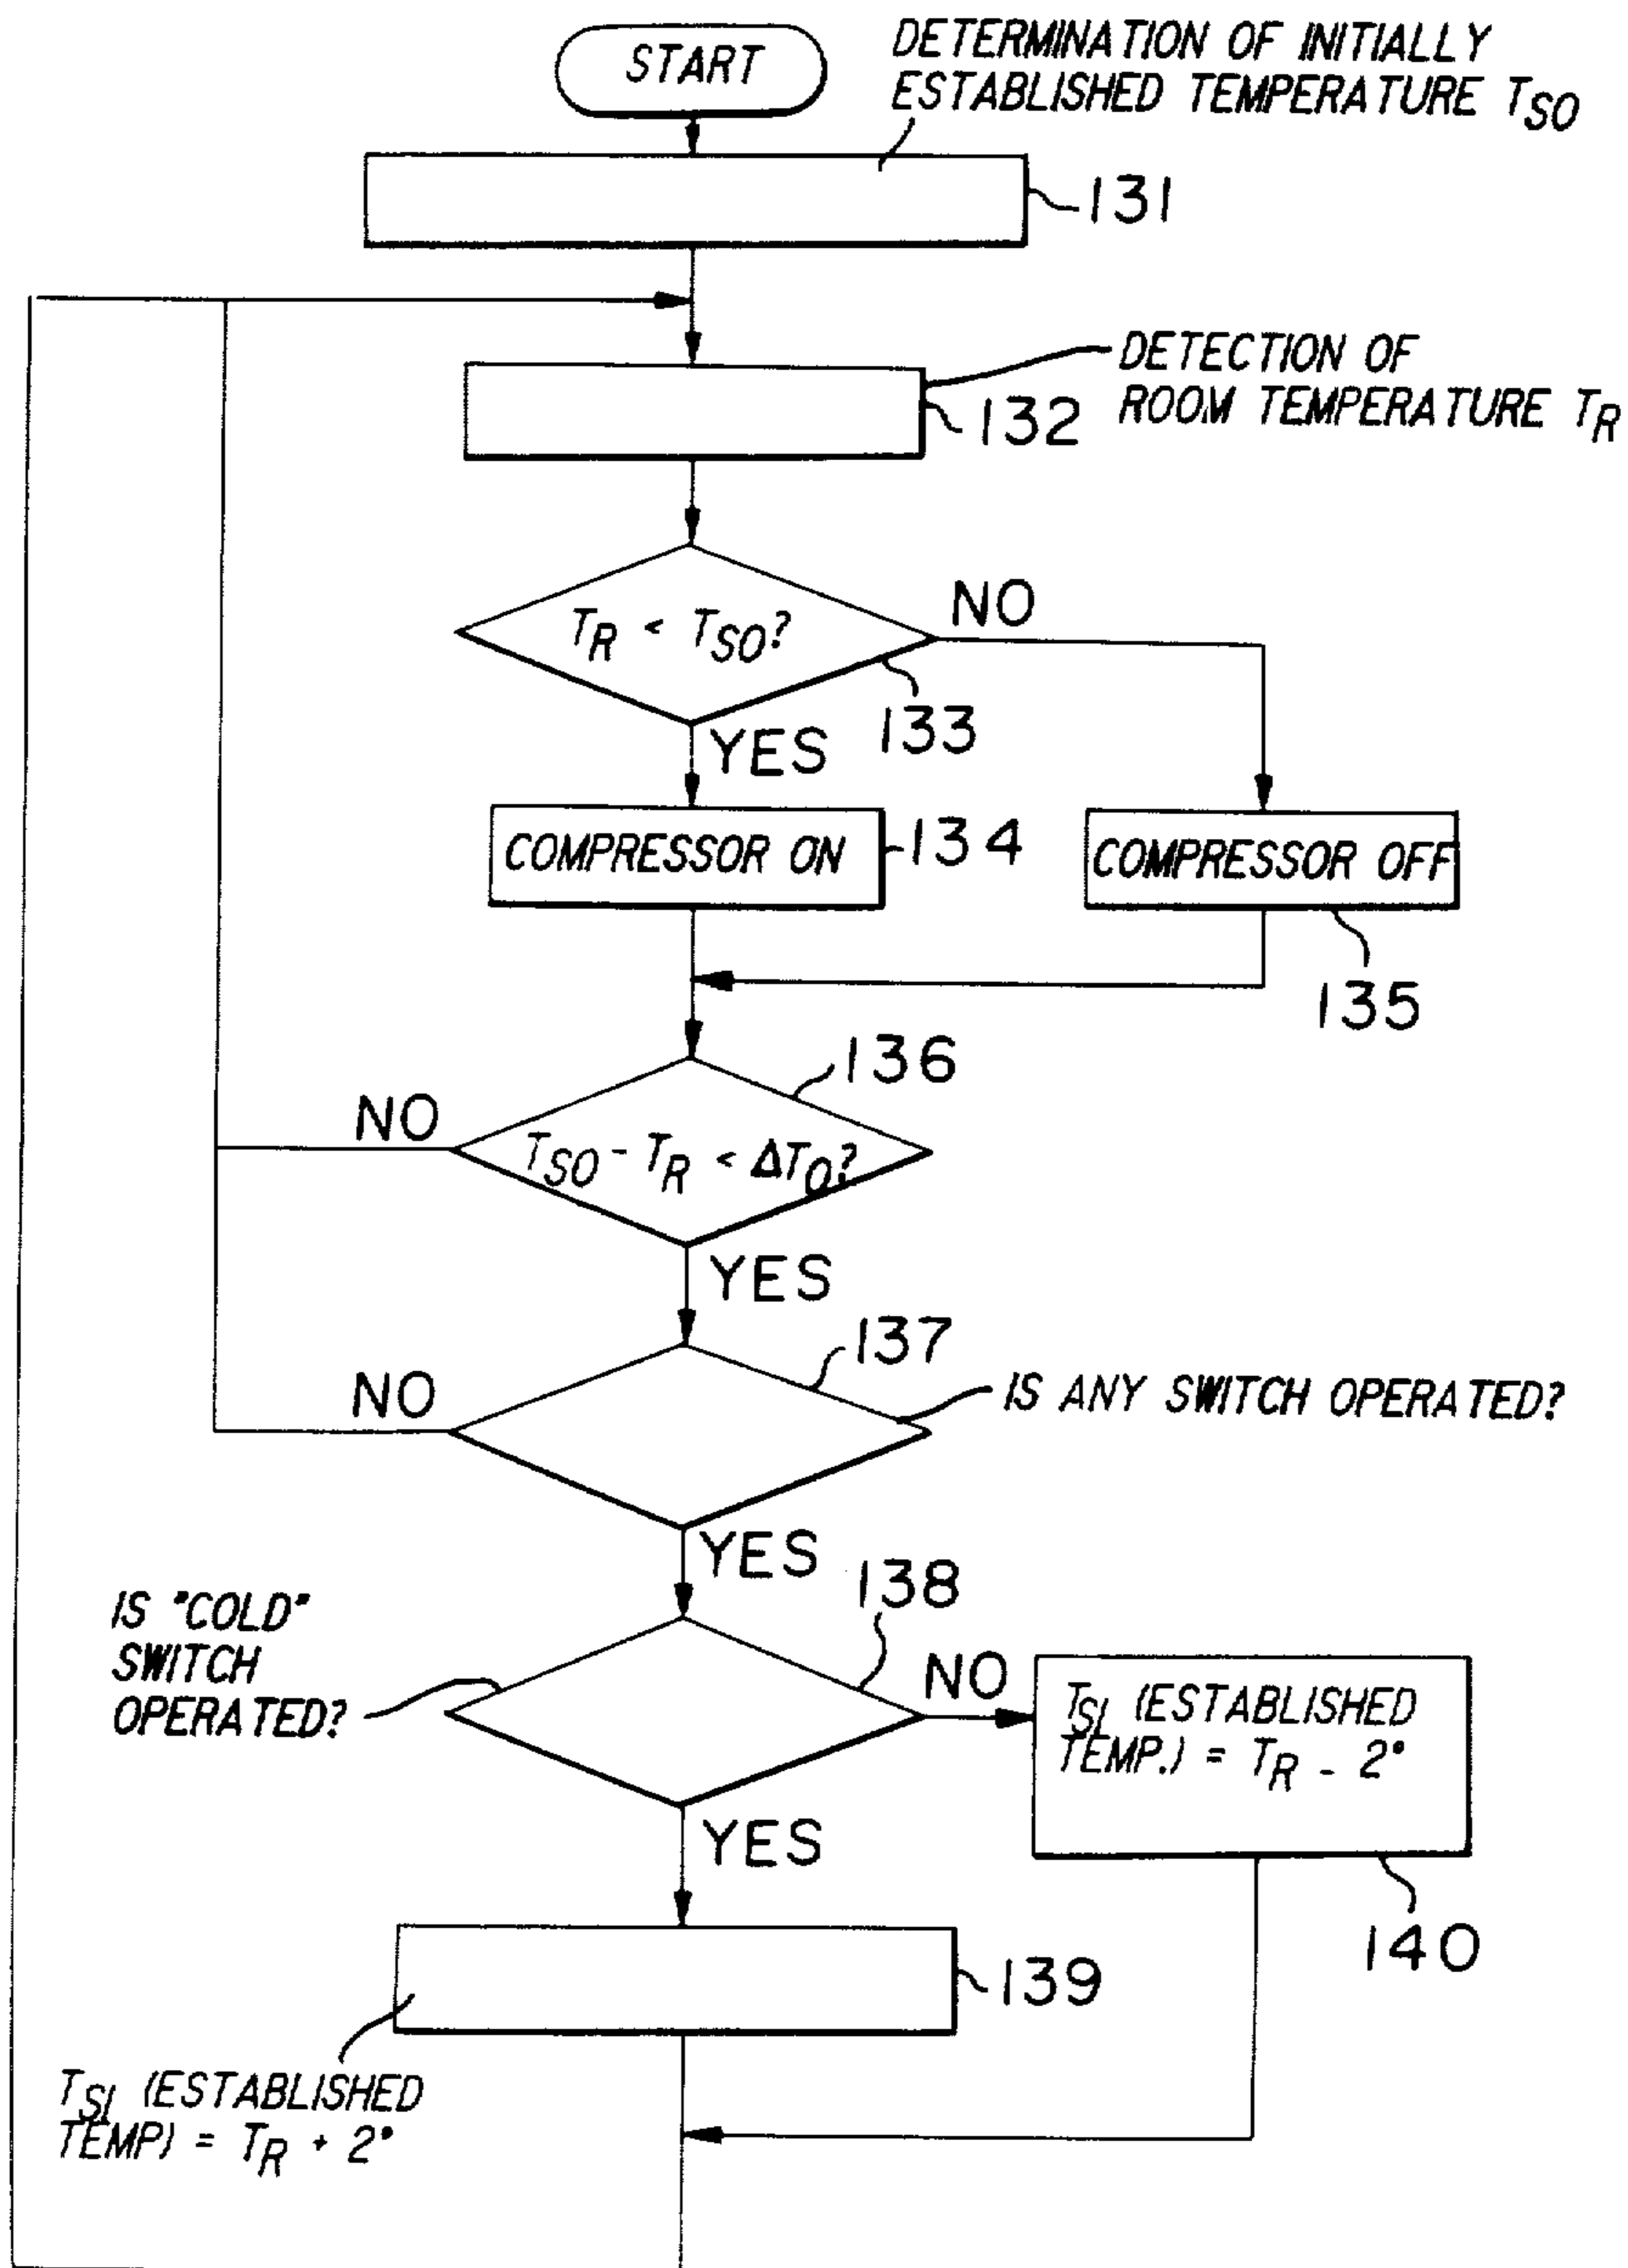 START
DETERMINATION OF INITIALLY
ESTABLISHED TEMPERATURE TSO
131
DETECTION OF
ROOM TEMPERATURE TR
132
TR < TSO?
NO
133
YES
COMPRESSOR ON
134
COMPRESSOR OFF
135
136
NO
TSO - TR < ΔTO?
YES
137
NO
IS ANY SWITCH OPERATED?
YES
138
IS "COLD"
SWITCH
OPERATED?
NO
TSI (ESTABLISHED
TEMP.) = TR - 2°
YES
140
139
TSI (ESTABLISHED
TEMP) = TR + 2°